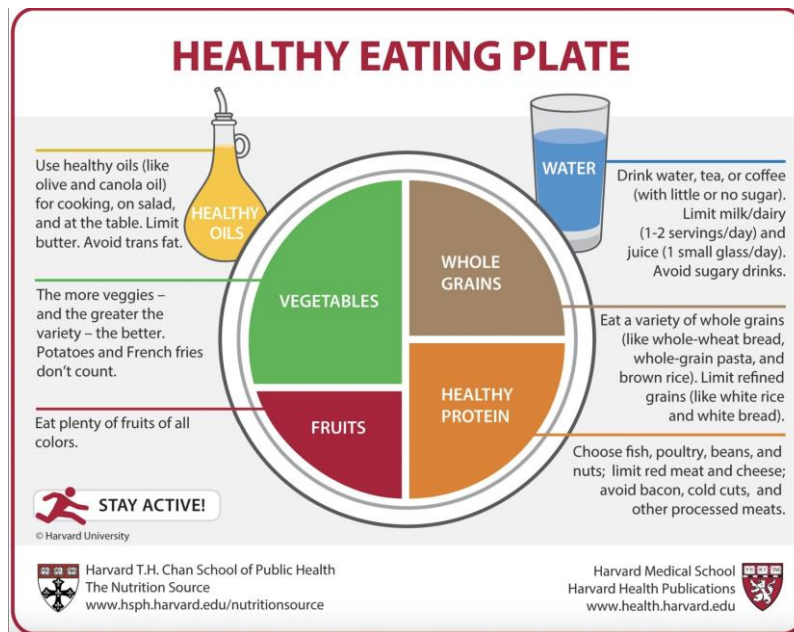 HEALTHY EATING PLATE
Use healthy oils (like
olive and canola oil)
for cooking, on salad,
and at the table. Limit
butter. Avoid trans fat.
HEALTHY
OILS
The more veggies –
and the greater the
variety – the better.
Potatoes and French fries
don't count.
Eat plenty of fruits of all
colors.
VEGETABLES
FRUITS
WHOLE
GRAINS
HEALTHY
PROTEIN
WATER
Drink water, tea, or coffee
(with little or no sugar).
Limit milk/dairy
(1-2 servings/day) and
juice (1 small glass/day).
Avoid sugary drinks.
Eat a variety of whole grains
(like whole-wheat bread,
whole-grain pasta, and
brown rice). Limit refined
grains (like white rice
and white bread).
Choose fish, poultry, beans, and
nuts; limit red meat and cheese;
avoid bacon, cold cuts, and
other processed meats.
STAY ACTIVE!
© Harvard University
Harvard T.H. Chan School of Public Health
The Nutrition Source
www.hsph.harvard.edu/nutritionsource
Harvard Medical School
Harvard Health Publications
www.health.harvard.edu